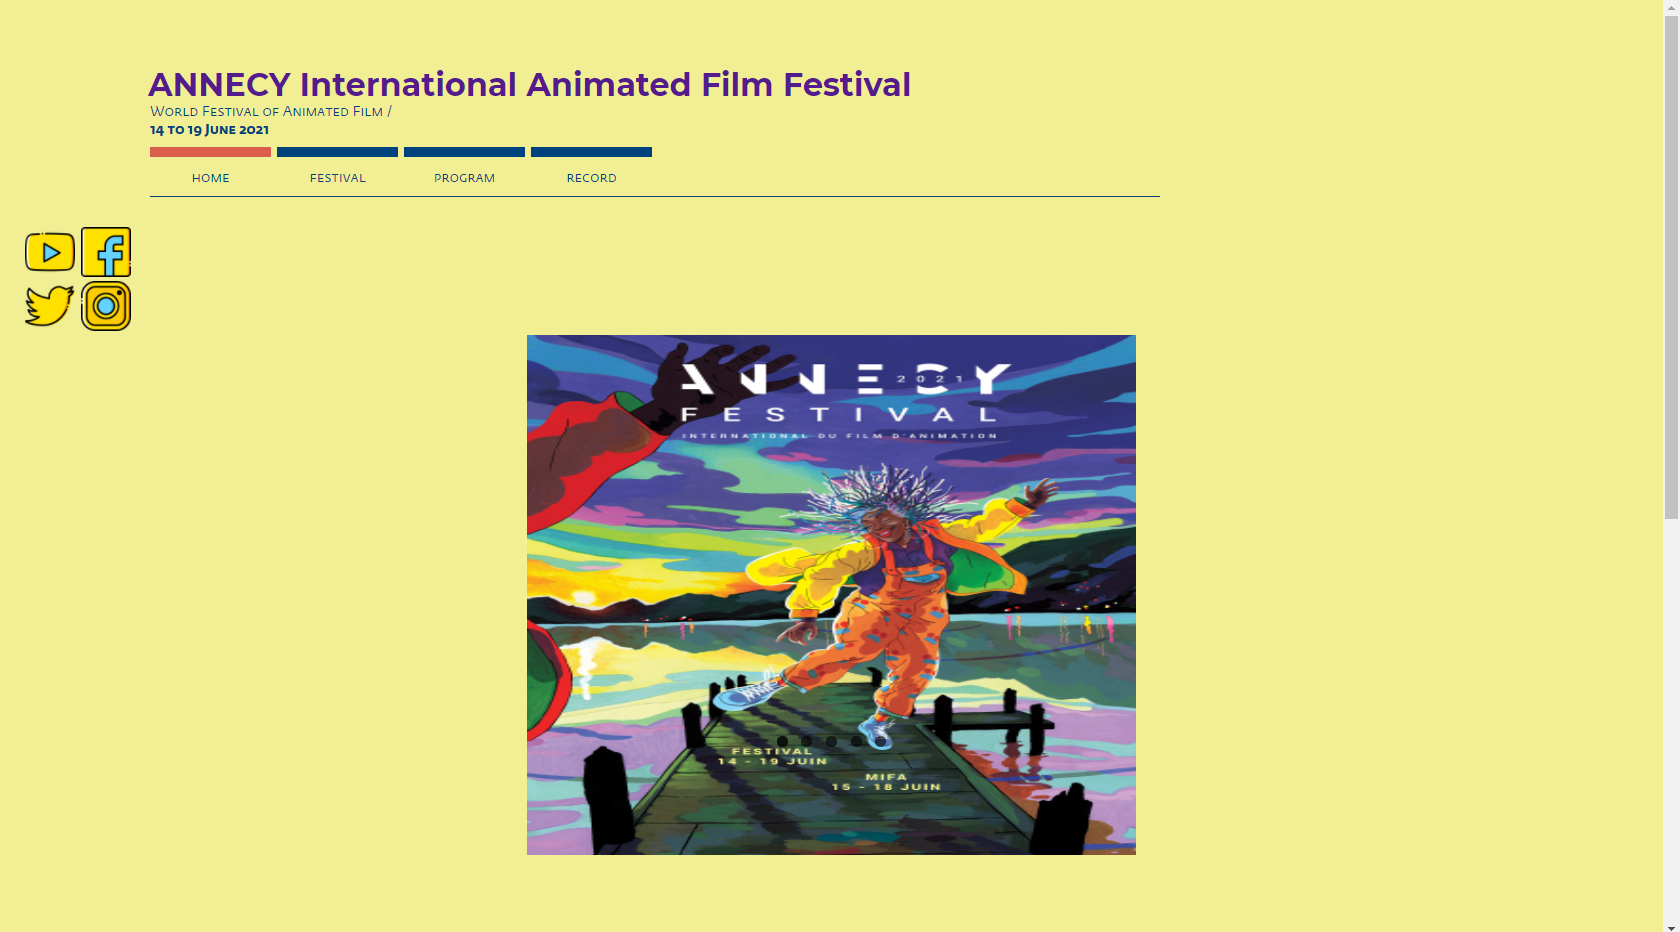 ANNECY International Animated Film Festival
World Festival of Animated Film /
14 to 19 June 2021
HOME FESTIVAL PROGRAM RECORD
ANNECY
2021
FESTIVAL
INTERNATIONAL DU FILM D'ANIMATION
FESTIVAL
14 - 19 JUIN
MIFA
15 - 18 JUIN